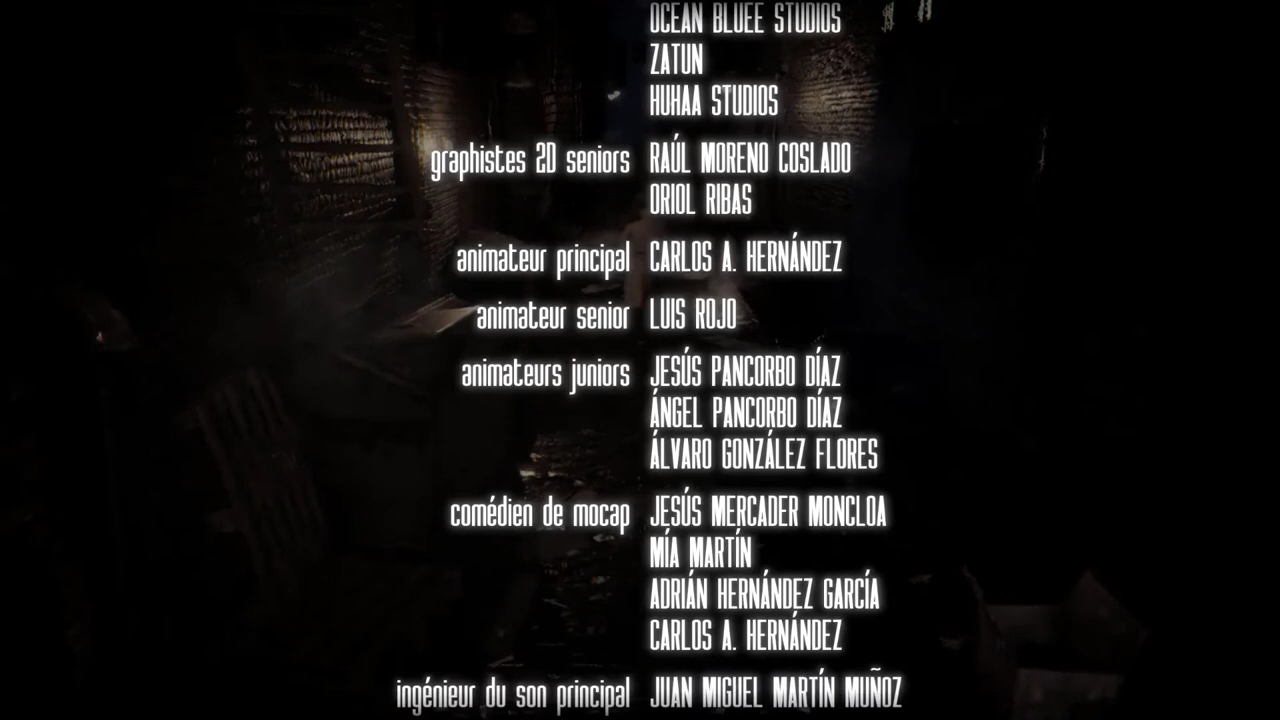 OCEAN BLUEE STUDIOS
ZATUN
HUHAA STUDIOS
graphistes 2D seniors RAÚL MORENO COSLADO
ORIOL RIBAS
animateur principal CARLOS A. HERNÁNDEZ
animateur senior LUIS ROJO
animateurs juniors JESÚS PANCORBO DÍAZ
ÁNGEL PANCORBO DÍAZ
ÁLVARO GONZÁLEZ FLORES
comédien de mocap JESÚS MERCADER MONCLOA
MÍA MARTÍN
ADRIÁN HERNÁNDEZ GARCÍA
CARLOS A. HERNÁNDEZ
ingénieur du son principal JUAN MIGUEL MARTÍN MUÑOZ